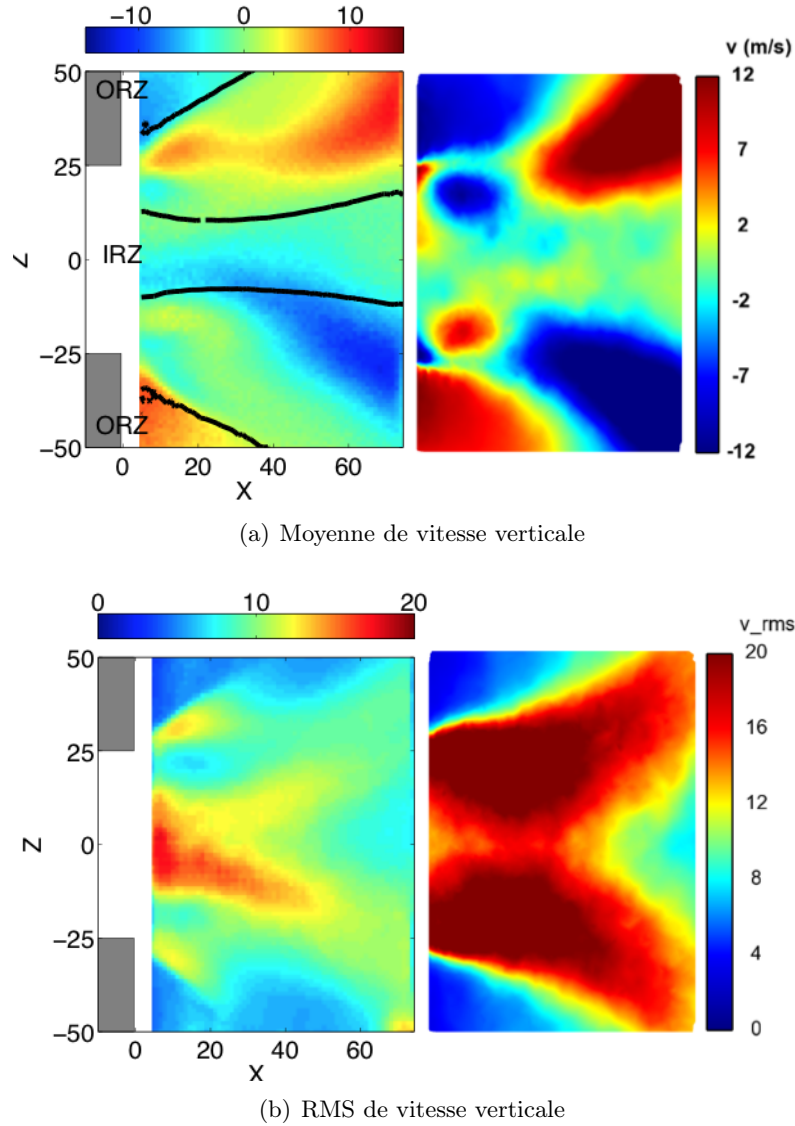 −10 0 10
v (m/s)
50 ORZ 12
25 7
2
Z 0 IRZ
-2
−25 -7
ORZ
−50 -12
0 20 40 60
X
(a) Moyenne de vitesse verticale
0 10 20 v_rms
50 20
25 16
12
Z 0
8
−25 4
−50 0
0 20 40 60
X
(b) RMS de vitesse verticale